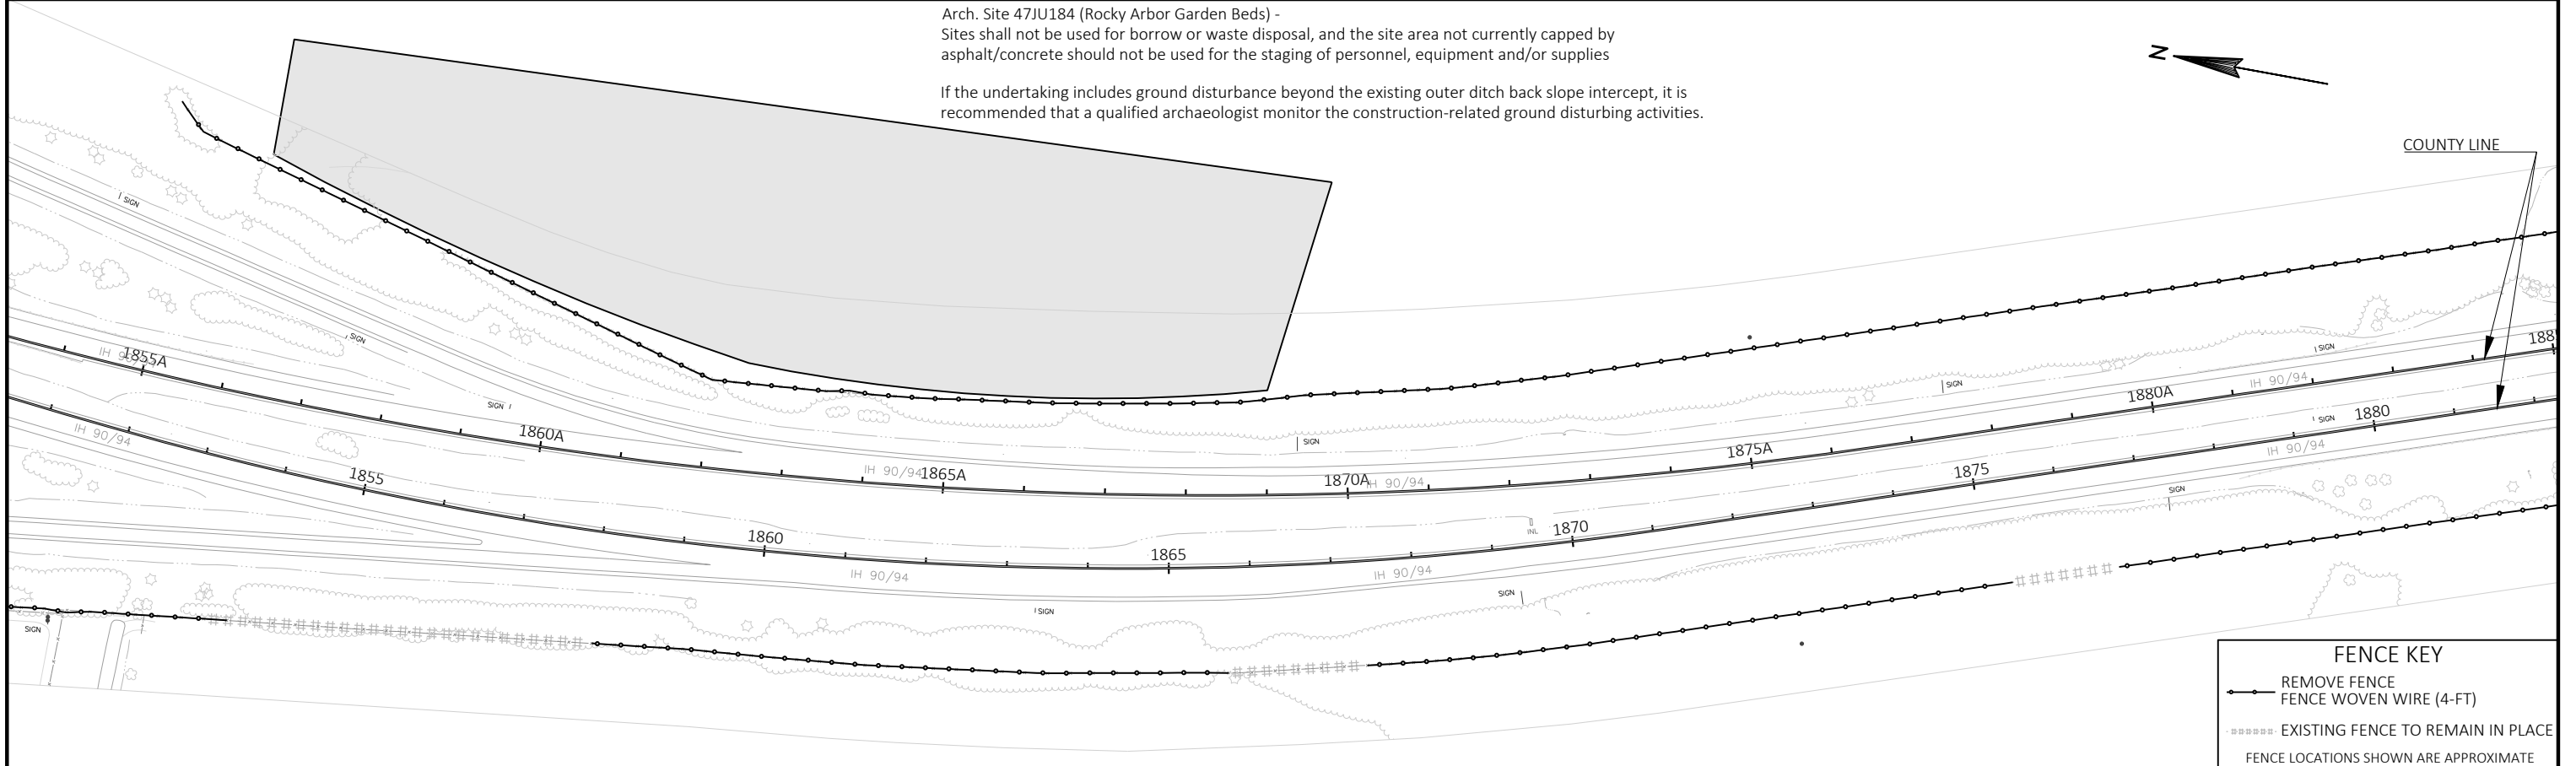 Arch. Site 47JU184 (Rocky Arbor Garden Beds) -
Sites shall not be used for borrow or waste disposal, and the site area not currently capped by
asphalt/concrete should not be used for the staging of personnel, equipment and/or supplies
If the undertaking includes ground disturbance beyond the existing outer ditch back slope intercept, it is
recommended that a qualified archaeologist monitor the construction-related ground disturbing activities.
N
COUNTY LINE
SIGN
SIGN
SIGN
SIGN
SIGN
SIGN
SIGN
SIGN
SIGN
SIGN
SIGN
1855A
1860A
IH 90/94
1865A
1870A
IH 90/94
1875A
1880A
IH 90/94
188
IH 90/94
1855
1860
IH 90/94
1865
IH 90/94
INL
1870
1875
1880
IH 90/94
FENCE KEY
REMOVE FENCE
FENCE WOVEN WIRE (4-FT)
EXISTING FENCE TO REMAIN IN PLACE
FENCE LOCATIONS SHOWN ARE APPROXIMATE